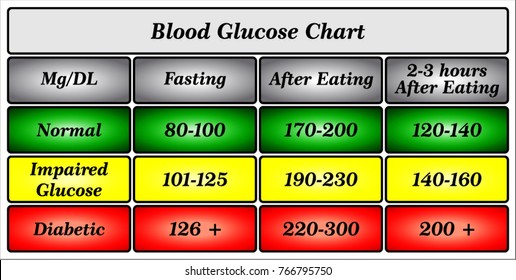 Blood Glucose Chart
Mg/DL Fasting After Eating 2-3 hours After Eating
Normal 80-100 170-200 120-140
Impaired Glucose 101-125 190-230 140-160
Diabetic 126 + 220-300 200 +
shutterstock.com · 766795750